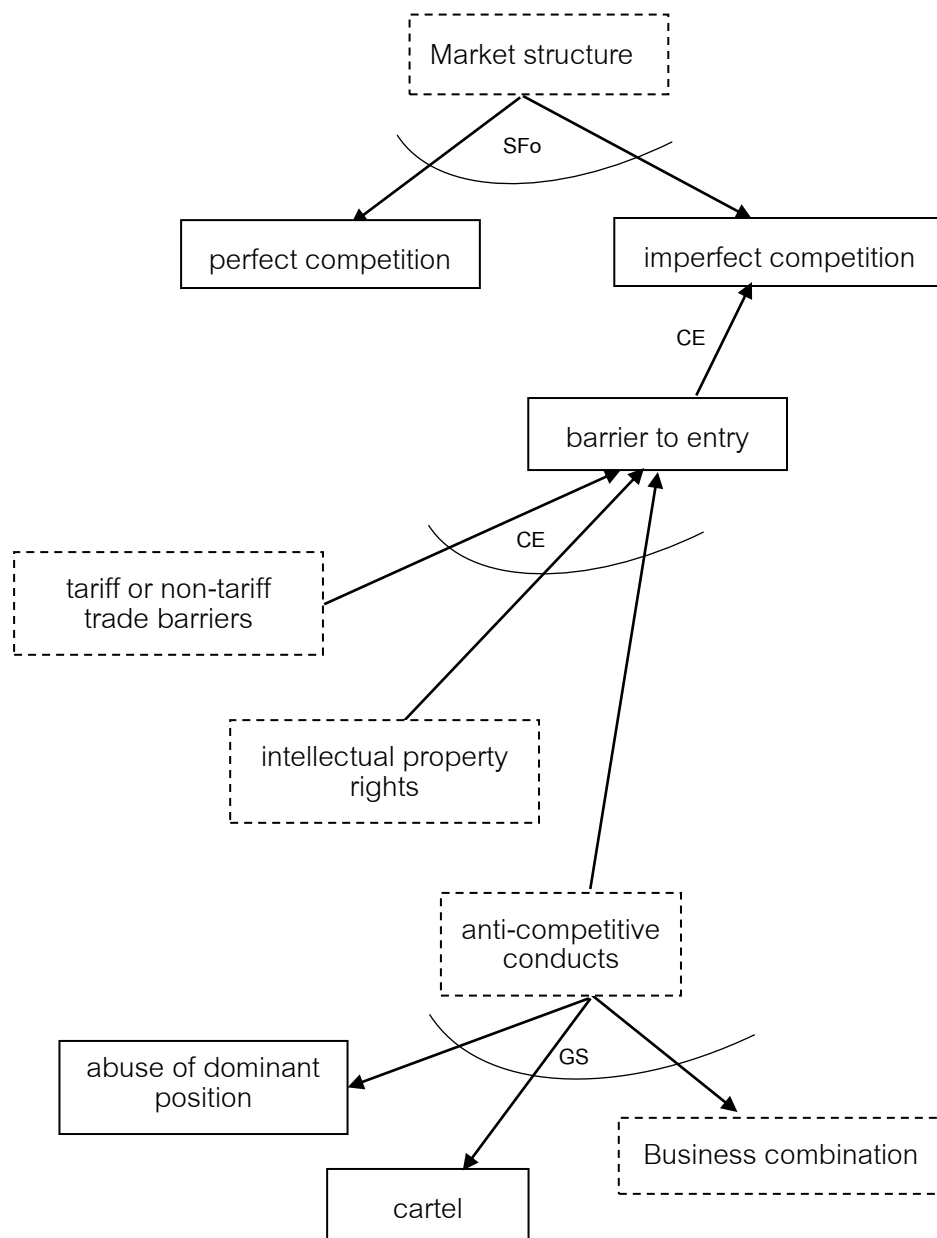 Market structure
SFo
perfect competition
imperfect competition
CE
barrier to entry
CE
tariff or non-tariff
trade barriers
intellectual property
rights
anti-competitive
conducts
GS
abuse of dominant
position
Business combination
cartel